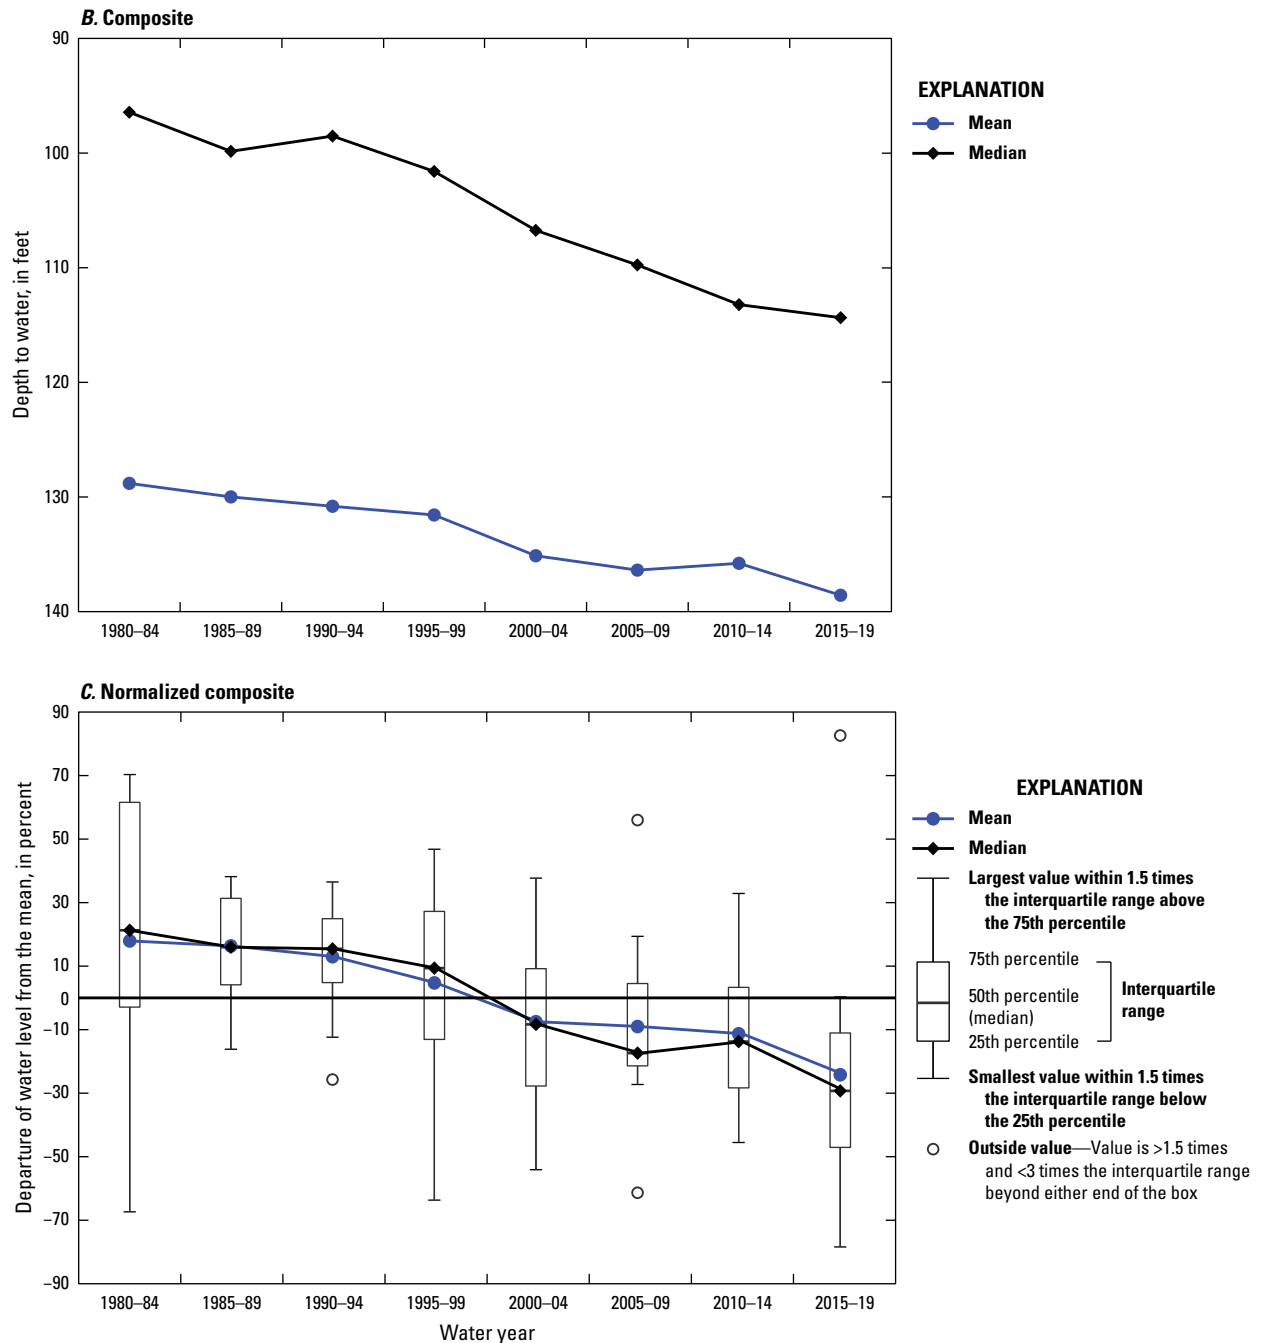 B. Composite
90
100
110
120
130
140
Depth to water, in feet
1980–84 1985–89 1990–94 1995–99 2000–04 2005–09 2010–14 2015–19
EXPLANATION
Mean
Median
C. Normalized composite
90
70
50
30
10
0
–10
–30
–50
–70
–90
Departure of water level from the mean, in percent
1980–84 1985–89 1990–94 1995–99 2000–04 2005–09 2010–14 2015–19
Water year
EXPLANATION
Mean
Median
Largest value within 1.5 times
the interquartile range above
the 75th percentile
75th percentile
50th percentile
(median)
25th percentile
Interquartile
range
Smallest value within 1.5 times
the interquartile range below
the 25th percentile
Outside value—Value is >1.5 times
and <3 times the interquartile range
beyond either end of the box